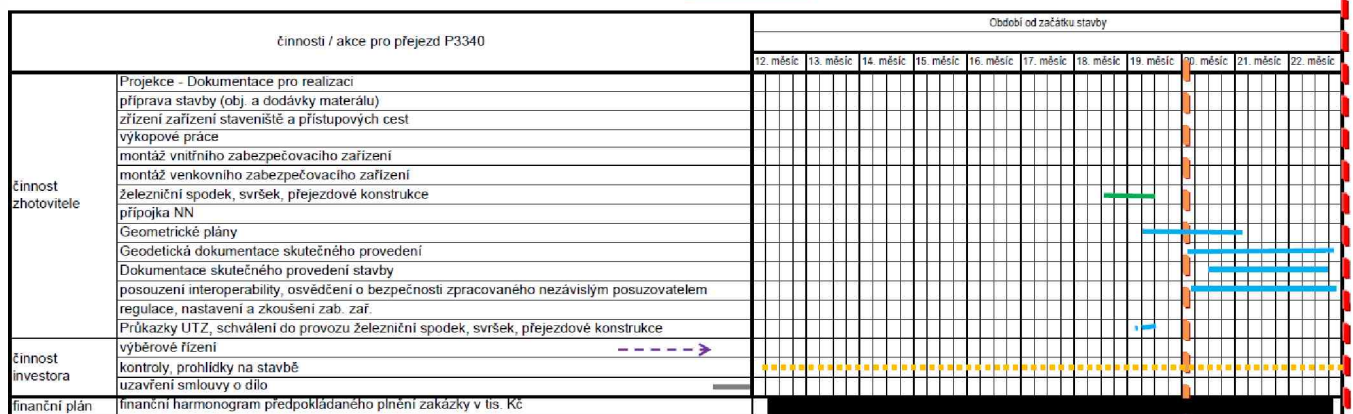 Období od začátku stavby
činnosti / akce pro přejezd P3340
12. měsíc 13. měsíc 14. měsíc 15. měsíc 16. měsíc 17. měsíc 18. měsíc 19. měsíc 20. měsíc 21. měsíc 22. měsíc
Projekce - Dokumentace pro realizaci
příprava stavby (obj. a dodávky materálu)
zřízení zařízení staveniště a přístupových cest
výkopové práce
montáž vnitřního zabezpečovacího zařízení
montáž venkovního zabezpečovacího zařízení
činnost zhotovitele
železniční spodek, svršek, přejezdové konstrukce
přípojka NN
Geometrické plány
Geodetická dokumentace skutečného provedení
Dokumentace skutečného provedení stavby
posouzení interoperability, osvědčení o bezpečnosti zpracovaného nezávislým posuzovatelem
regulace, nastavení a zkoušení zab. zař.
Průkazky UTZ, schválení do provozu železniční spodek, svršek, přejezdové konstrukce
činnost investora
výběrové řízení
kontroly, prohlídky na stavbě
uzavření smlouvy o dílo
finanční plán finanční harmonogram předpokládaného plnění zakázky v tis. Kč